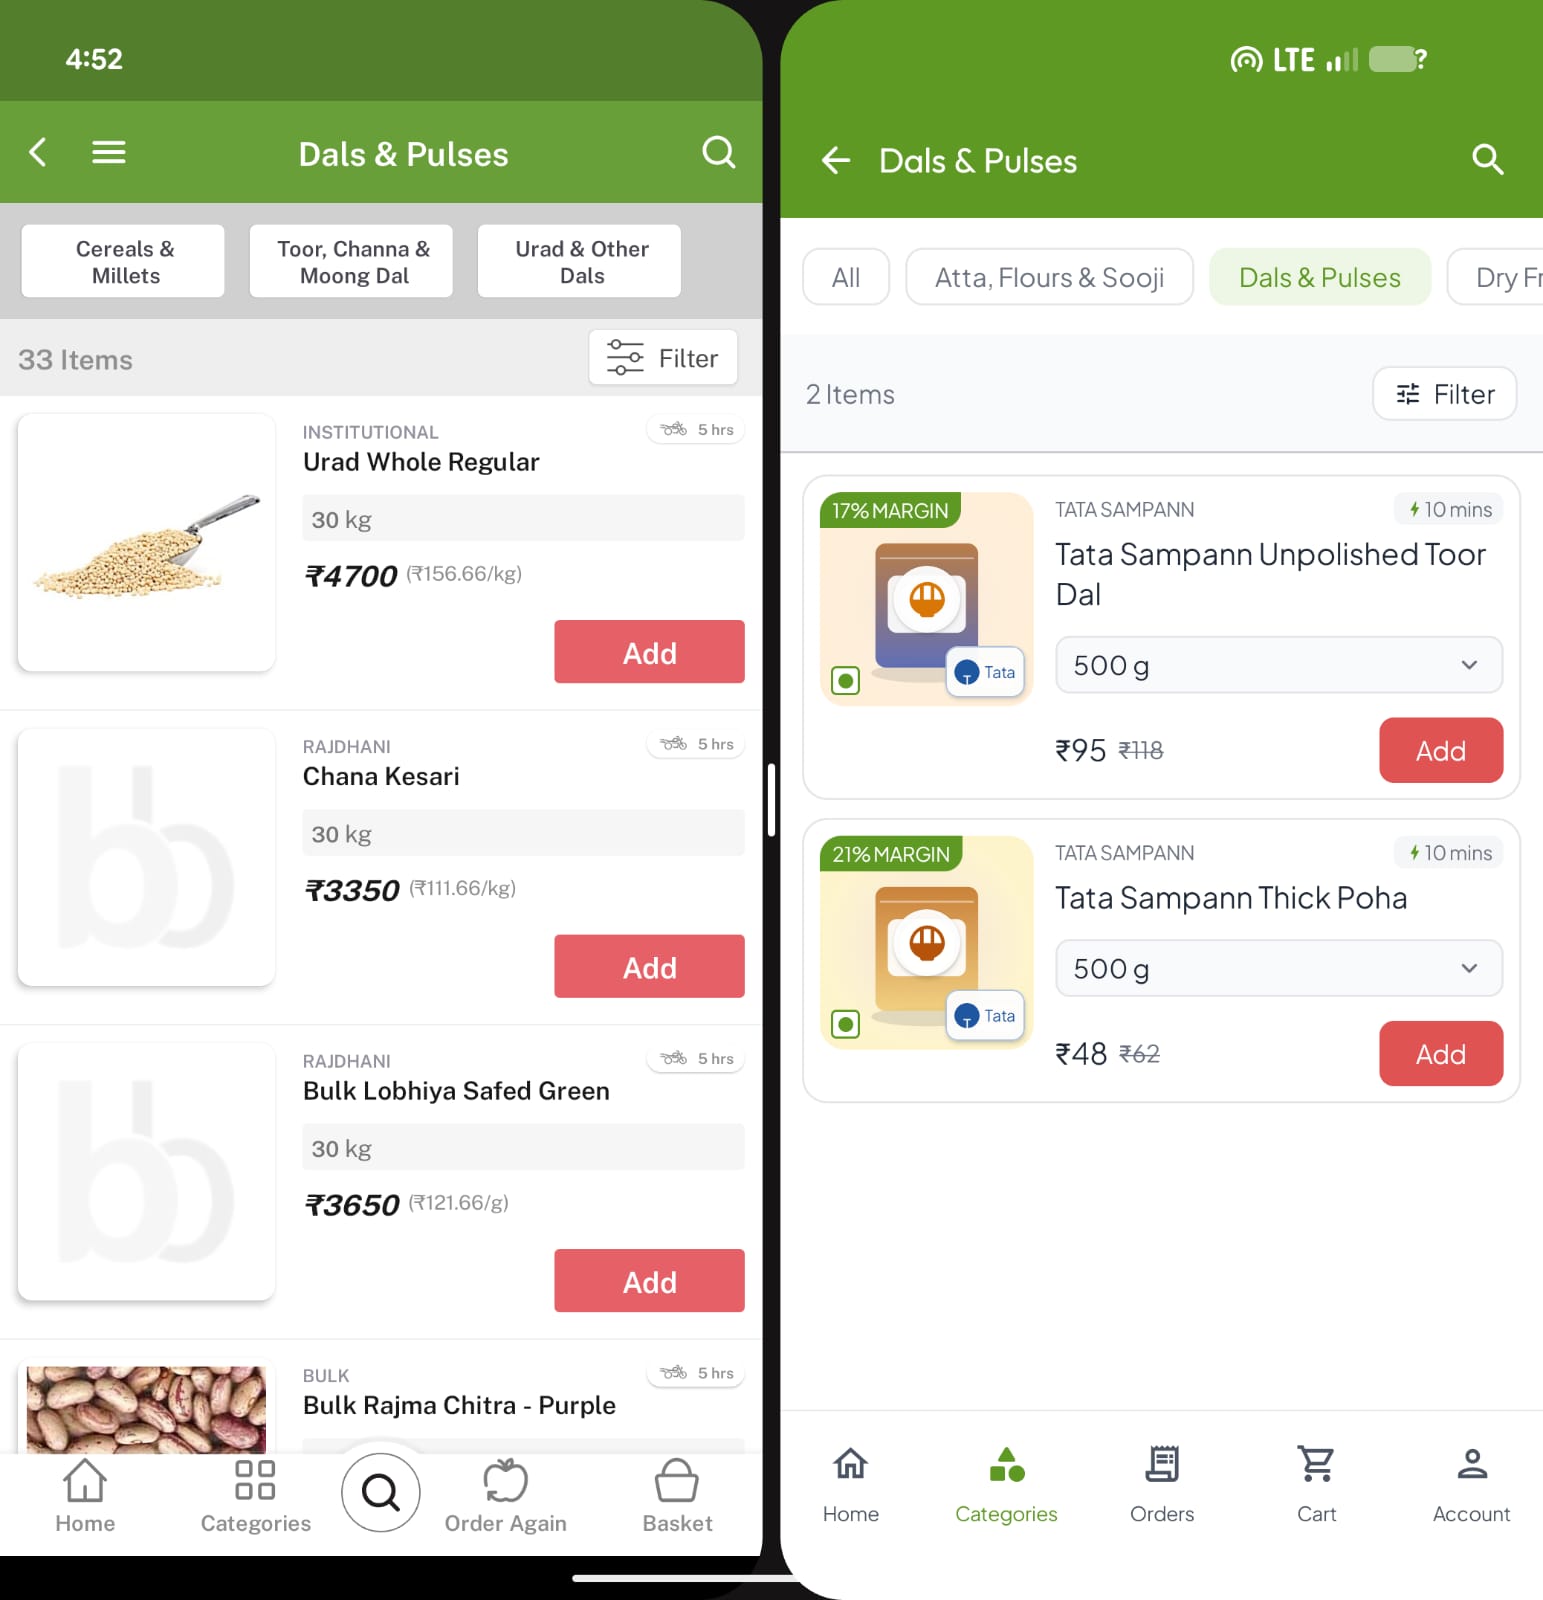 4:52
Dals & Pulses
Cereals &
Millets
Toor, Channa &
Moong Dal
Urad & Other
Dals
33 Items
Filter
INSTITUTIONAL
5 hrs
Urad Whole Regular
30 kg
₹4700 (₹156.66/kg)
Add
bb
RAJDHANI
5 hrs
Chana Kesari
30 kg
₹3350 (₹111.66/kg)
Add
bb
RAJDHANI
5 hrs
Bulk Lobhiya Safed Green
30 kg
₹3650 (₹121.66/g)
Add
BULK
5 hrs
Bulk Rajma Chitra - Purple
Home
Categories
Order Again
Basket
LTE ?
Dals & Pulses
All
Atta, Flours & Sooji
Dals & Pulses
Dry Fr
2 Items
Filter
17% MARGIN
T Tata
TATA SAMPANN
10 mins
Tata Sampann Unpolished Toor
Dal
500 g
₹95 ₹118
Add
21% MARGIN
T Tata
TATA SAMPANN
10 mins
Tata Sampann Thick Poha
500 g
₹48 ₹62
Add
Home
Categories
Orders
Cart
Account